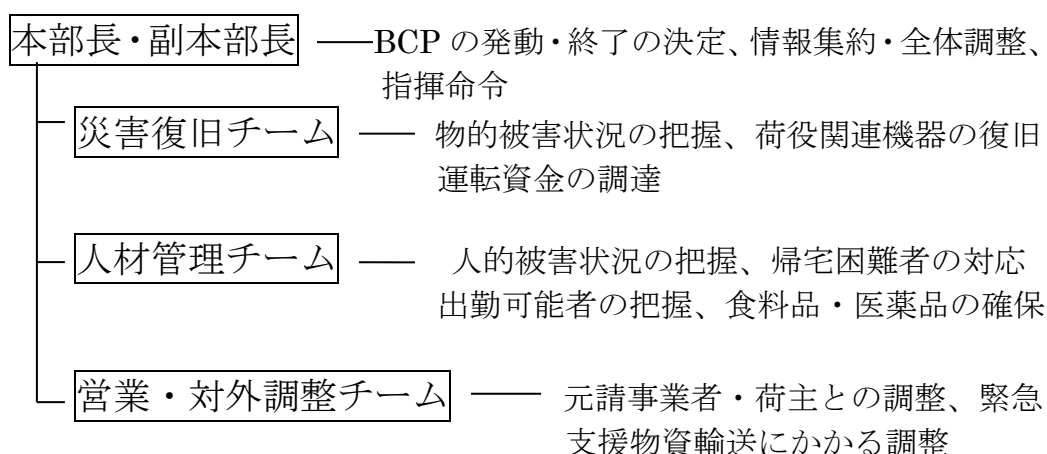 本部長・副本部長 BCP の発動・終了の決定、情報集約・全体調整、
指揮命令
災害復旧チーム 物的被害状況の把握、荷役関連機器の復旧
運転資金の調達
人材管理チーム 人的被害状況の把握、帰宅困難者の対応
出勤可能者の把握、食料品・医薬品の確保
営業・対外調整チーム 元請事業者・荷主との調整、緊急
支援物資輸送にかかる調整